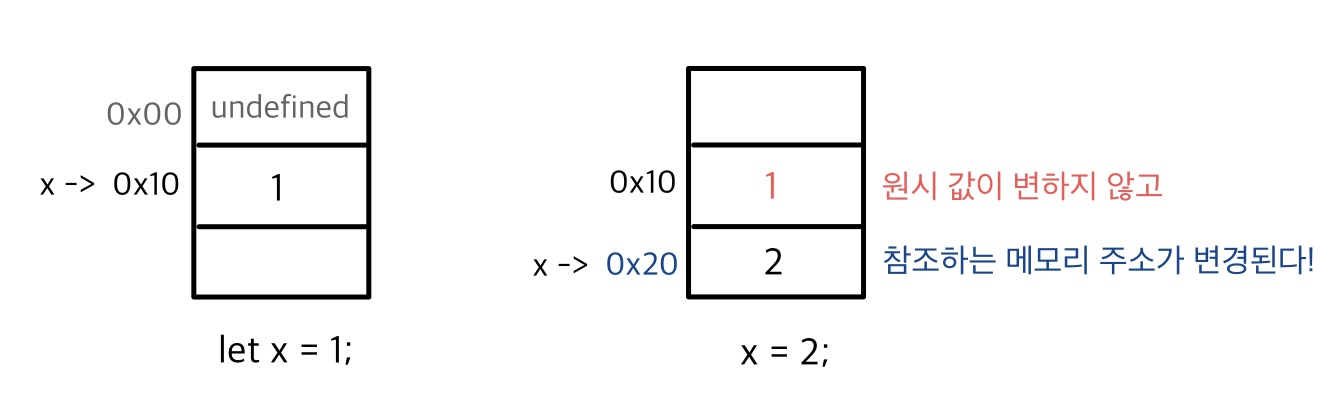 0x00 undefined
x -> 0x10 1
let x = 1;
0x10 1 원시 값이 변하지 않고
x -> 0x20 2 참조하는 메모리 주소가 변경된다!
x = 2;